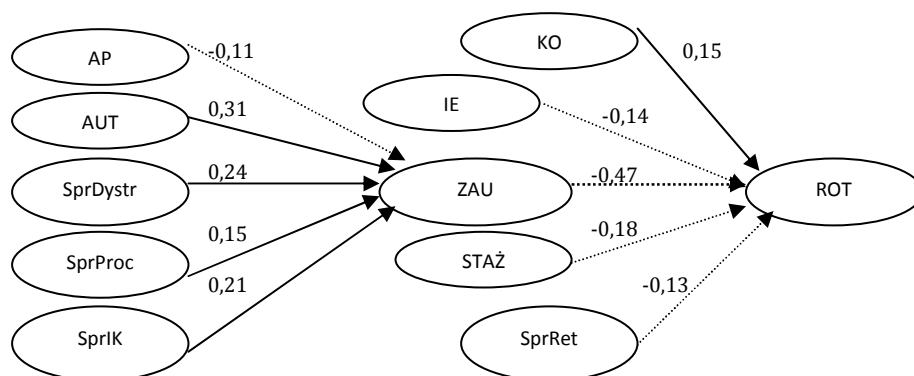 AP
-0,11
AUT
0,31
SprDystr
0,24
SprProc
0,15
SprIK
0,21
KO
0,15
IE
-0,14
ZAU
-0,47
STAŻ
-0,18
SprRet
-0,13
ROT